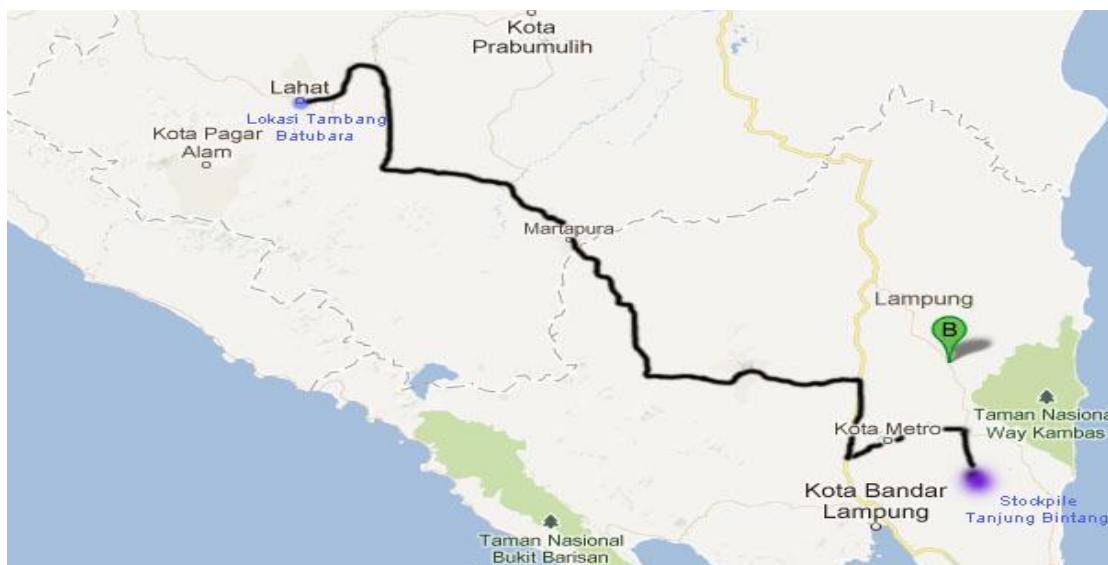 Kota
Prabumulih
Lahat
Lokasi Tambang
Batubara
Kota Pagar
Alam
Martapura
Lampung
B
Taman Nasional
Way Kambas
Kota Metro
Kota Bandar
Lampung
Stockpile
Tanjung Bintang
Taman Nasional
Bukit Barisan